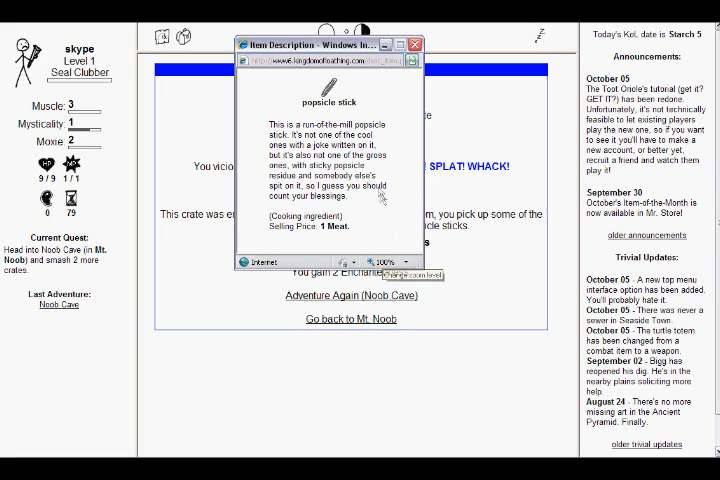 skype
Level 1
Seal Clubber
Muscle: 3
Mysticality: 1
Moxie: 2
HP
MP
9 / 9 1 / 1
0 79
Current Quest:
Head into Noob Cave (in Mt.
Noob) and smash 2 more
crates.
Last Adventure:
Noob Cave
Item Description - Windows In...
http://www6.kingdomofloathing.com/desc_item.p
popsicle stick
This is a run-of-the-mill popsicle
stick. It's not one of the cool
ones with a joke written on it,
but it's also not one of the gross
ones, with sticky popsicle
residue and somebody else's
spit on it, so I guess you should
count your blessings.
(Cooking ingredient)
Selling Price: 1 Meat.
Internet
100%
change zoom level
You vicio
! SPLAT! WHACK!
This crate was en
m, you pick up some of the
cle sticks.
You gain 2 Enchante
Adventure Again (Noob Cave)
Go back to Mt. Noob
z z z
Today's KoL date is Starch 5
Announcements:
October 05
The Toot Oriole's tutorial (get it?
GET IT?) has been redone.
Unfortunately, it's not technically
feasible to let existing players
play the new one, so if you want
to see it you'll have to make a
new account, or better yet,
recruit a friend and watch them
play it!
September 30
October's Item-of-the-Month is
now available in Mr. Store!
older announcements
Trivial Updates:
October 05 - A new top menu
interface option has been added.
You'll probably hate it.
October 05 - There was never a
sewer in Seaside Town.
October 05 - The turtle totem
has been changed from a
combat item to a weapon.
September 02 - Bigg has
reopened his dig. He's in the
nearby plains soliciting more
help.
August 24 - There's no more
missing art in the Ancient
Pyramid. Finally.
older trivial updates